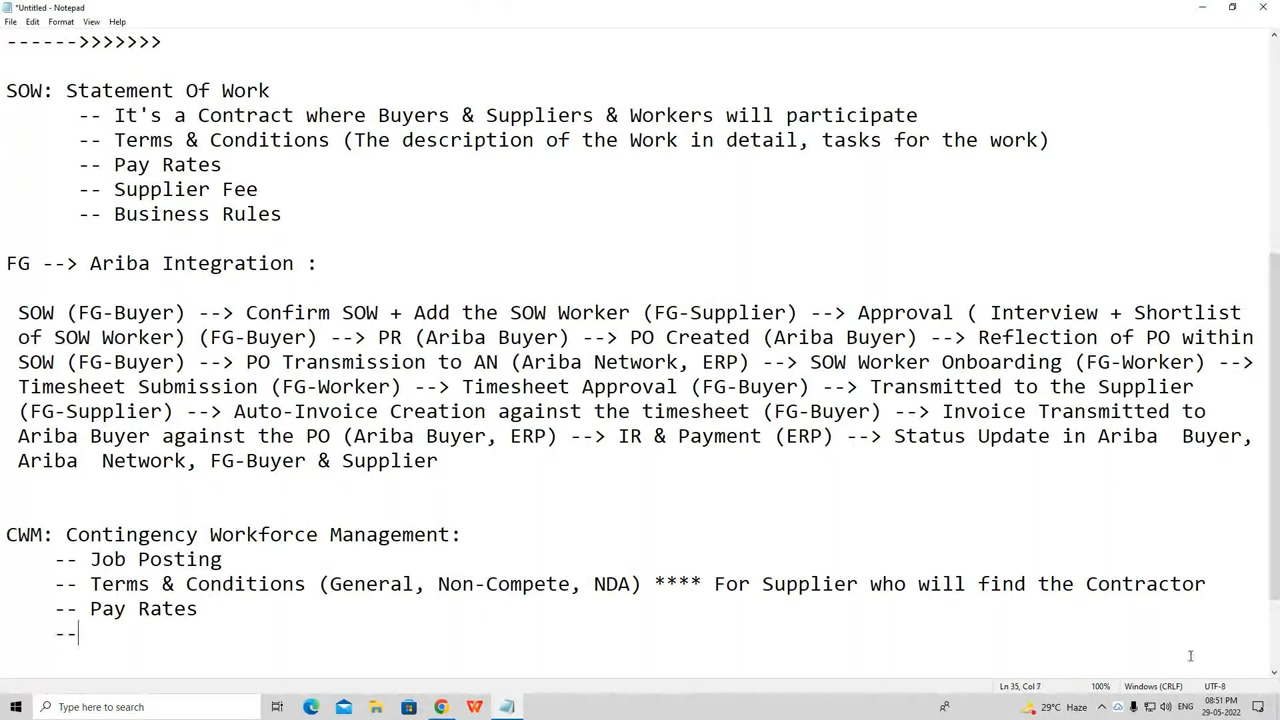 *Untitled - Notepad
File Edit Format View Help
------>>>>>>>
SOW: Statement Of Work
-- It's a Contract where Buyers & Suppliers & Workers will participate
-- Terms & Conditions (The description of the Work in detail, tasks for the work)
-- Pay Rates
-- Supplier Fee
-- Business Rules
FG --> Ariba Integration :
SOW (FG-Buyer) --> Confirm SOW + Add the SOW Worker (FG-Supplier) --> Approval ( Interview + Shortlist
of SOW Worker) (FG-Buyer) --> PR (Ariba Buyer) --> PO Created (Ariba Buyer) --> Reflection of PO within
SOW (FG-Buyer) --> PO Transmission to AN (Ariba Network, ERP) --> SOW Worker Onboarding (FG-Worker) -->
Timesheet Submission (FG-Worker) --> Timesheet Approval (FG-Buyer) --> Transmitted to the Supplier
(FG-Supplier) --> Auto-Invoice Creation against the timesheet (FG-Buyer) --> Invoice Transmitted to
Ariba Buyer against the PO (Ariba Buyer, ERP) --> IR & Payment (ERP) --> Status Update in Ariba  Buyer,
Ariba  Network, FG-Buyer & Supplier
CWM: Contingency Workforce Management:
-- Job Posting
-- Terms & Conditions (General, Non-Compete, NDA) **** For Supplier who will find the Contractor
-- Pay Rates
--
Ln 35, Col 7 100% Windows (CRLF) UTF-8
Type here to search 29°C Haze ENG 08:51 PM
29-05-2022